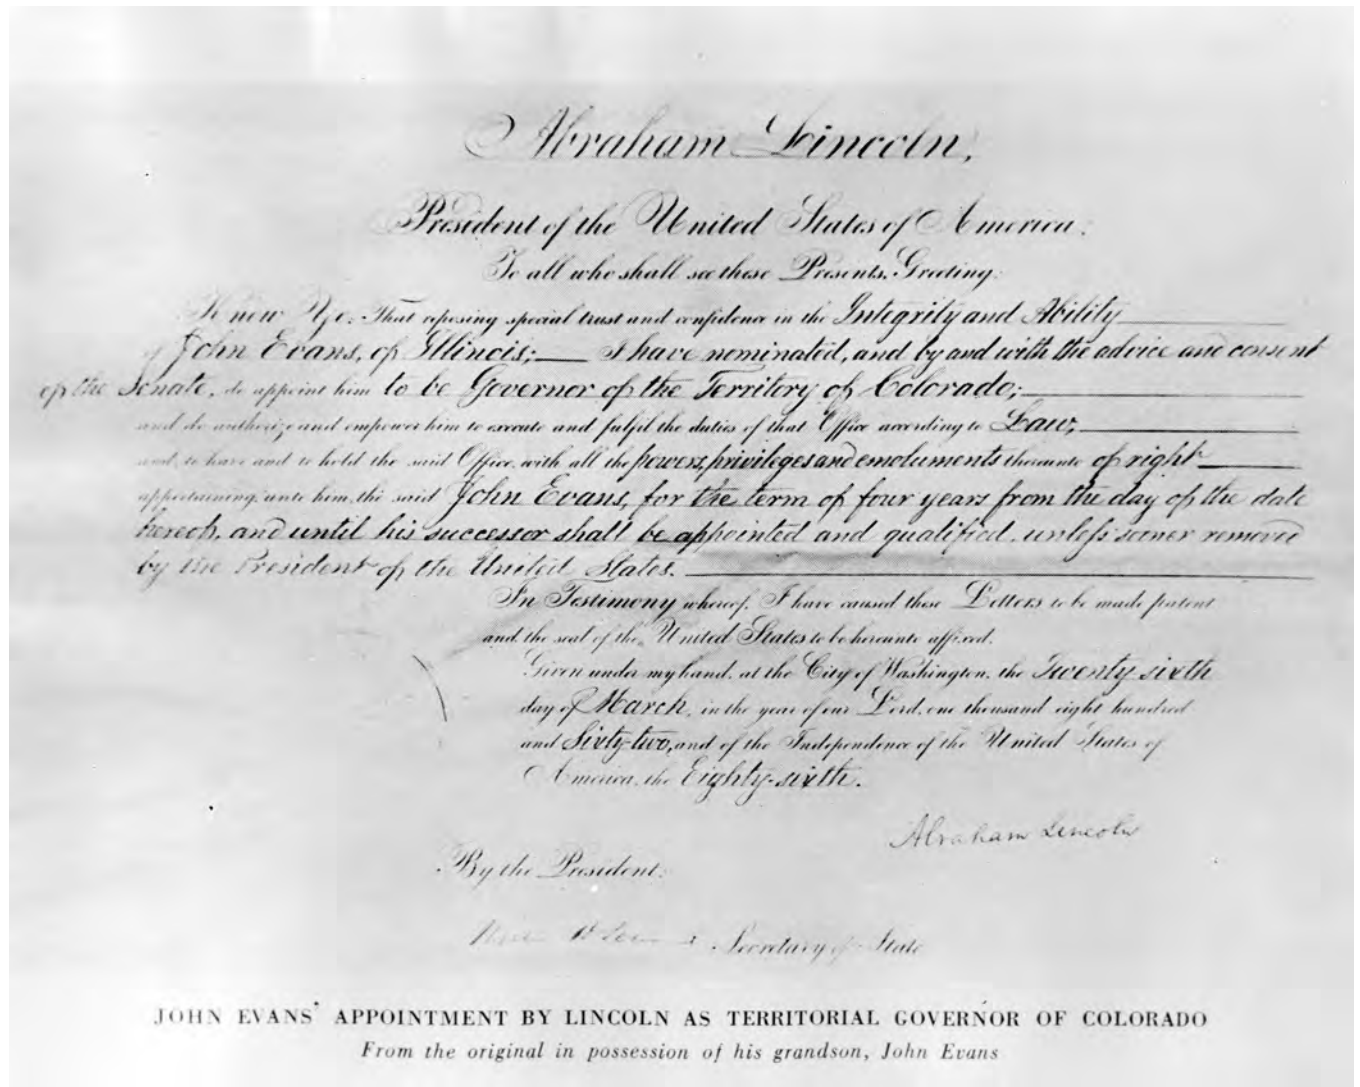 Abraham Lincoln,
President of the United States of America;
To all who shall see these Presents, Greeting:
Know Ye, That reposing special trust and confidence in the Integrity and Ability
of John Evans, of Illinois; I have nominated, and by and with the advice and consent
of the Senate, do appoint him to be Governor of the Territory of Colorado;
and do authorize and empower him to execute and fulfil the duties of that Office according to Law;
and to have and to hold the said Office, with all the powers, privileges and emoluments thereunto of right
appertaining, unto him, the said John Evans, for the term of four years from the day of the date
hereof, and until his successor shall be appointed and qualified, unless sooner removed
by the President of the United States.
In Testimony whereof, I have caused these Letters to be made patent
and the seal of the United States to be hereunto affixed.
Given under my hand, at the City of Washington, the Twenty sixth
day of March, in the year of our Lord, one thousand eight hundred
and Sixty-two, and of the Independence of the United States of
America, the Eighty-sixth.
Abraham Lincoln
By the President:
Secretary of State
JOHN EVANS' APPOINTMENT BY LINCOLN AS TERRITORIAL GOVERNOR OF COLORADO
From the original in possession of his grandson, John Evans